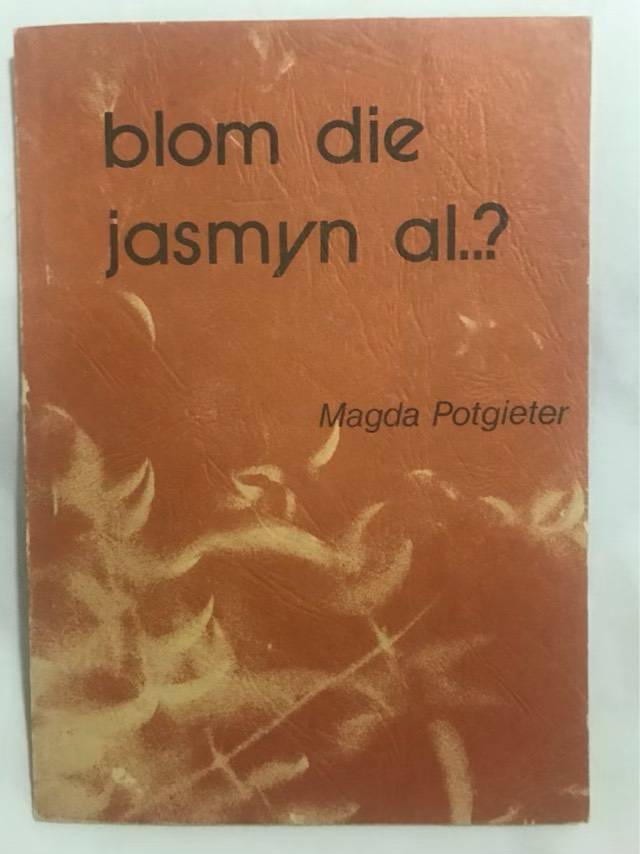 blom die
jasmyn al..?
Magda Potgieter